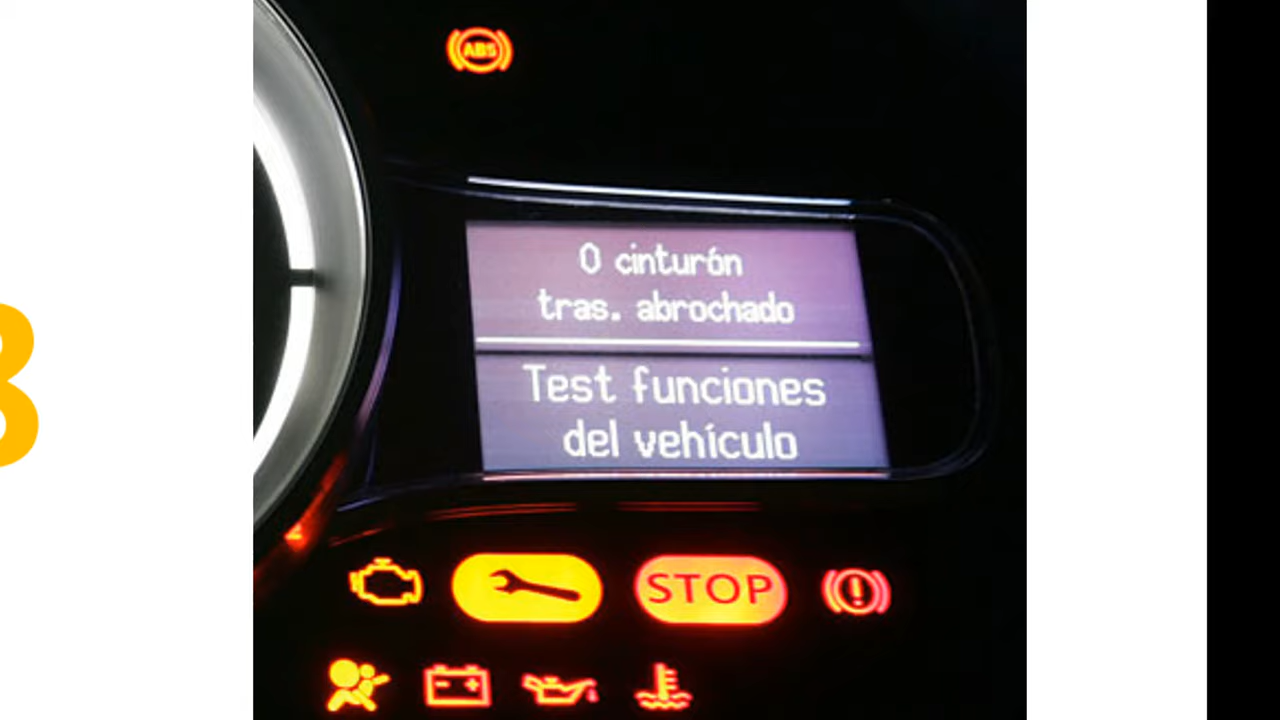 ABS
0 cinturón
tras. abrochado
Test funciones
del vehículo
STOP